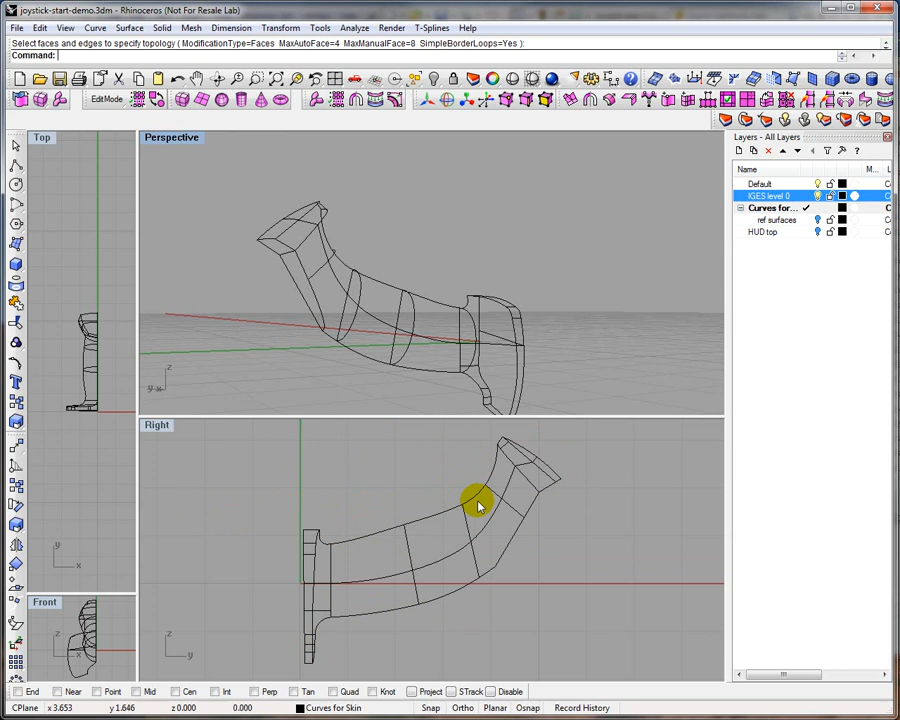 joystick-start-demo.3dm - Rhinoceros (Not For Resale Lab)
File Edit View Curve Surface Solid Mesh Dimension Transform Tools Analyze Render T-Splines Help
Select faces and edges to specify topology ( ModificationType=Faces MaxAutoFace=4 MaxManualFace=8 SimpleBorderLoops=Yes ):
Command:
EditMode
Top
Perspective
Layers - All Layers
Name M...
Default
IGES level 0
Curves for...
ref surfaces
HUD top
z
y x
Right
y
x
Front
z
x
z
y
End Near Point Mid Cen Int Perp Tan Quad Knot Project STrack Disable
CPlane x 3.653 y 1.646 z 0.000 0.000 Curves for Skin Snap Ortho Planar Osnap Record History